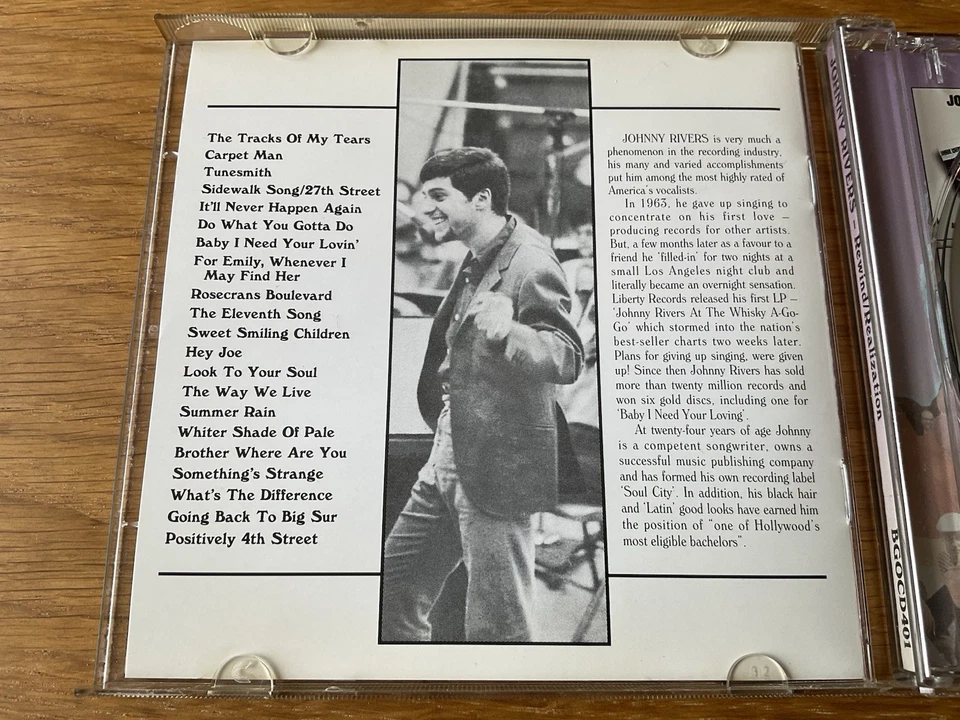 The Tracks Of My Tears
Carpet Man
Tunesmith
Sidewalk Song/27th Street
It'll Never Happen Again
Do What You Gotta Do
Baby I Need Your Lovin'
For Emily, Whenever I
May Find Her
Rosecrans Boulevard
The Eleventh Song
Sweet Smiling Children
Hey Joe
Look To Your Soul
The Way We Live
Summer Rain
Whiter Shade Of Pale
Brother Where Are You
Something's Strange
What's The Difference
Going Back To Big Sur
Positively 4th Street
JOHNNY RIVERS is very much a
phenomenon in the recording industry,
his many and varied accomplishments
put him among the most highly rated of
America's vocalists.
In 1963, he gave up singing to
concentrate on his first love –
producing records for other artists.
But, a few months later as a favour to a
friend he 'filled-in' for two nights at a
small Los Angeles night club and
literally became an overnight sensation.
Liberty Records released his first LP –
'Johnny Rivers At The Whisky A-Go-
Go' which stormed into the nation's
best-seller charts two weeks later.
Plans for giving up singing, were given
up! Since then Johnny Rivers has sold
more than twenty million records and
won six gold discs, including one for
'Baby I Need Your Loving'.
At twenty-four years of age Johnny
is a competent songwriter, owns a
successful music publishing company
and has formed his own recording label
'Soul City'. In addition, his black hair
and 'Latin' good looks have earned him
the position of "one of Hollywood's
most eligible bachelors".
JOHNNY RIVERS – Rewind/Realization
BGOCD401
JO